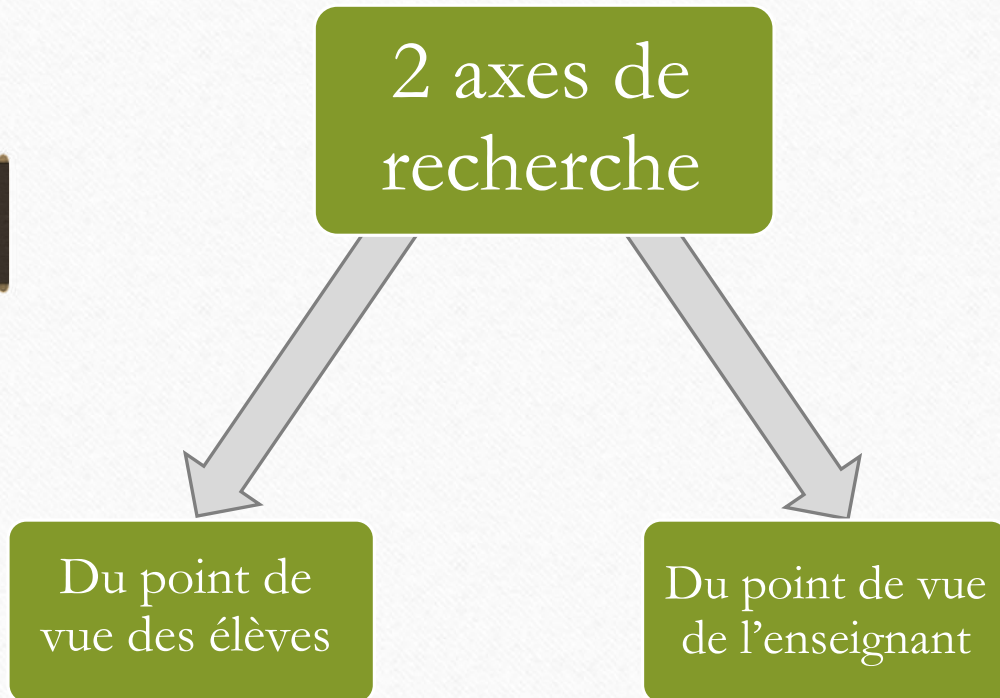 2 axes de
recherche
Du point de
vue des élèves
Du point de vue
de l’enseignant